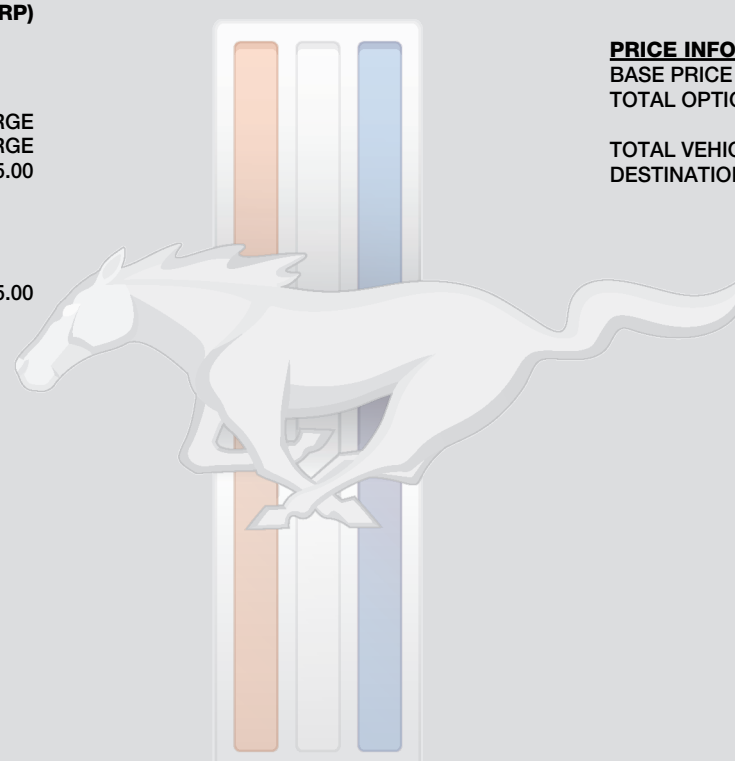 RP)
RGE
RGE
5.00
5.00
PRICE INFO
BASE PRICE
TOTAL OPTIO
TOTAL VEHIC
DESTINATION